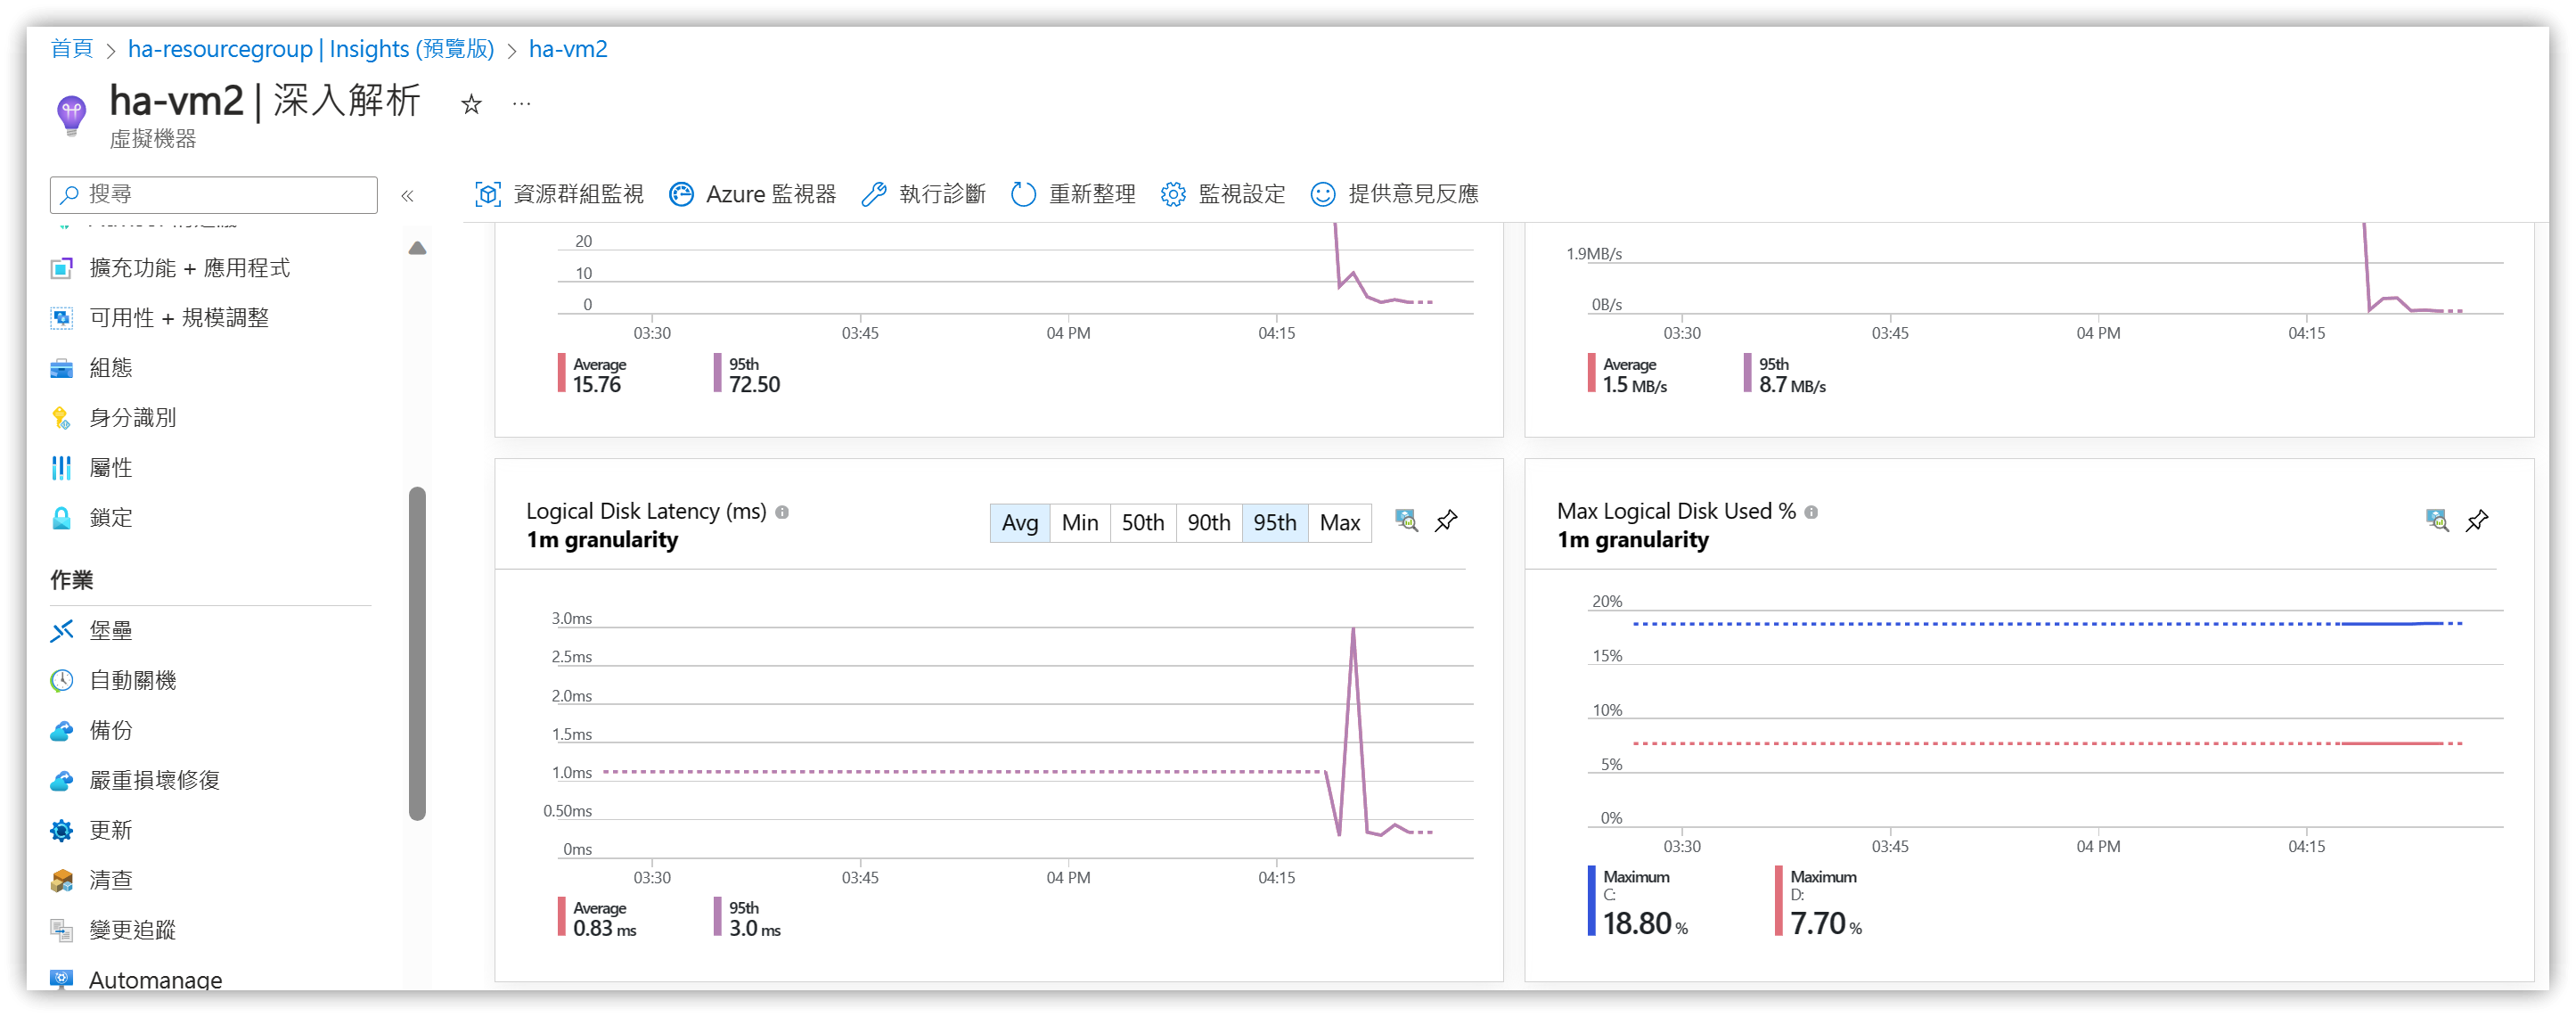 首頁 > ha-resourcegroup | Insights (預覽版) > ha-vm2
ha-vm2 | 深入解析
虛擬機器
搜尋
擴充功能 + 應用程式
可用性 + 規模調整
組態
身分識別
屬性
鎖定
作業
堡壘
自動關機
備份
嚴重損壞修復
更新
清查
變更追蹤
Automanage
資源群組監視 Azure 監視器 執行診斷 重新整理 監視設定 提供意見反應
20
10
0
03:30 03:45 04 PM 04:15
Average 95th
15.76 72.50
1.9MB/s
0B/s
03:30 03:45 04 PM 04:15
Average 95th
1.5 MB/s 8.7 MB/s
Logical Disk Latency (ms)
1m granularity
Avg Min 50th 90th 95th Max
3.0ms
2.5ms
2.0ms
1.5ms
1.0ms
0.50ms
0ms
03:30 03:45 04 PM 04:15
Average 95th
0.83 ms 3.0 ms
Max Logical Disk Used %
1m granularity
20%
15%
10%
5%
0%
03:30 03:45 04 PM 04:15
Maximum Maximum
C: D:
18.80 % 7.70 %